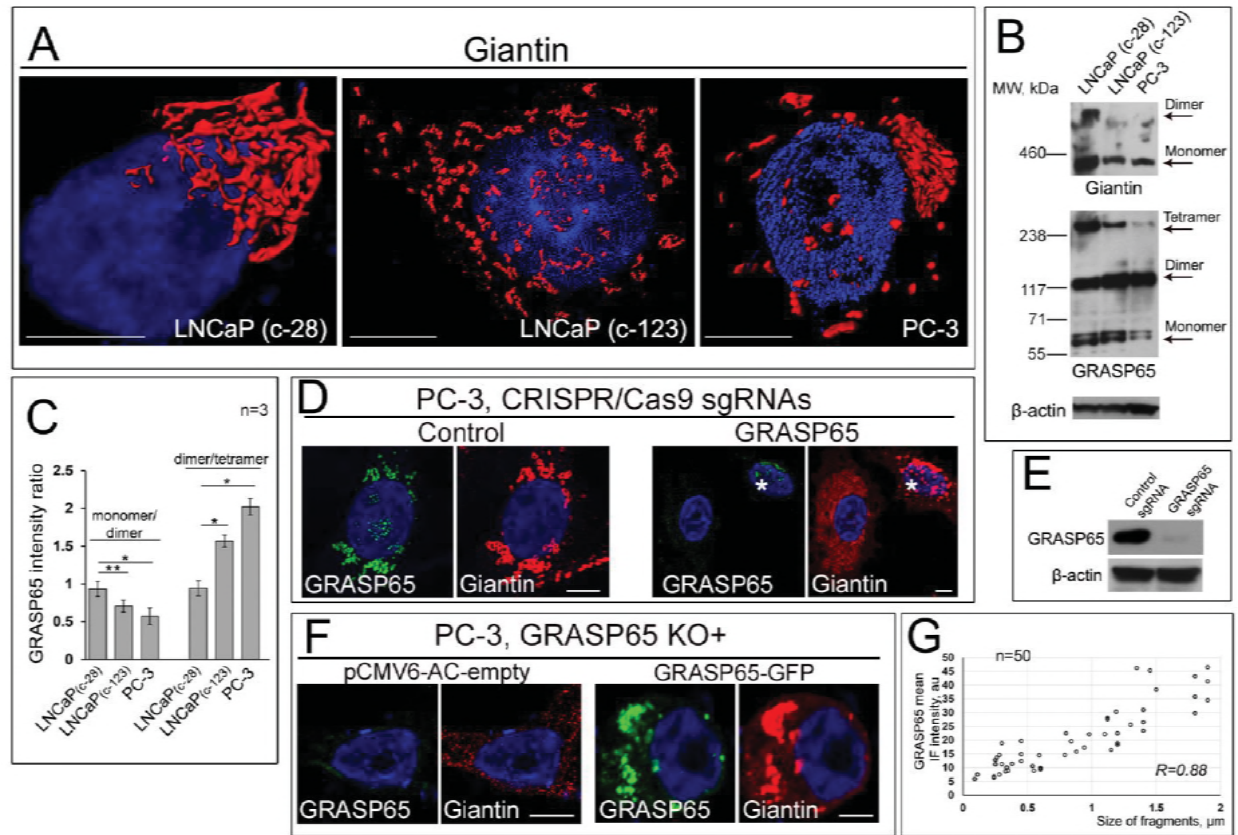 A
Giantin
LNCaP (c-28)
LNCaP (c-123)
PC-3
B
LNCaP (c-28)
LNCaP (c-123)
PC-3
MW, kDa
Dimer
460
Monomer
Giantin
Tetramer
238
Dimer
117
71
Monomer
55
GRASP65
β-actin
C
n=3
dimer/tetramer
monomer/
dimer
*
*
*
**
GRASP65 intensity ratio
2.5
2
1.5
1
0.5
0
LNCaP(c-28)
LNCaP(c-123)
PC-3
LNCaP(c-28)
LNCaP(c-123)
PC-3
D
PC-3, CRISPR/Cas9 sgRNAs
Control
GRASP65
*
*
GRASP65
Giantin
GRASP65
Giantin
E
Control
sgRNA
GRASP65
sgRNA
GRASP65
β-actin
F
PC-3, GRASP65 KO+
pCMV6-AC-empty
GRASP65-GFP
GRASP65
Giantin
GRASP65
Giantin
G
n=50
GRASP65 mean
IF intensity, au
50
45
40
35
30
25
20
15
10
5
0
R=0.88
0
0.5
1
1.5
2
Size of fragments, µm